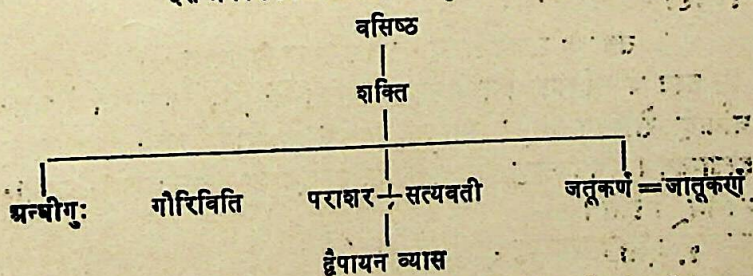 वसिष्ठ
शक्ति
अन्धीगुः गौरिविति पराशर÷सत्यवती जतूकर्ण=जातूकर्ण
द्वैपायन व्यास